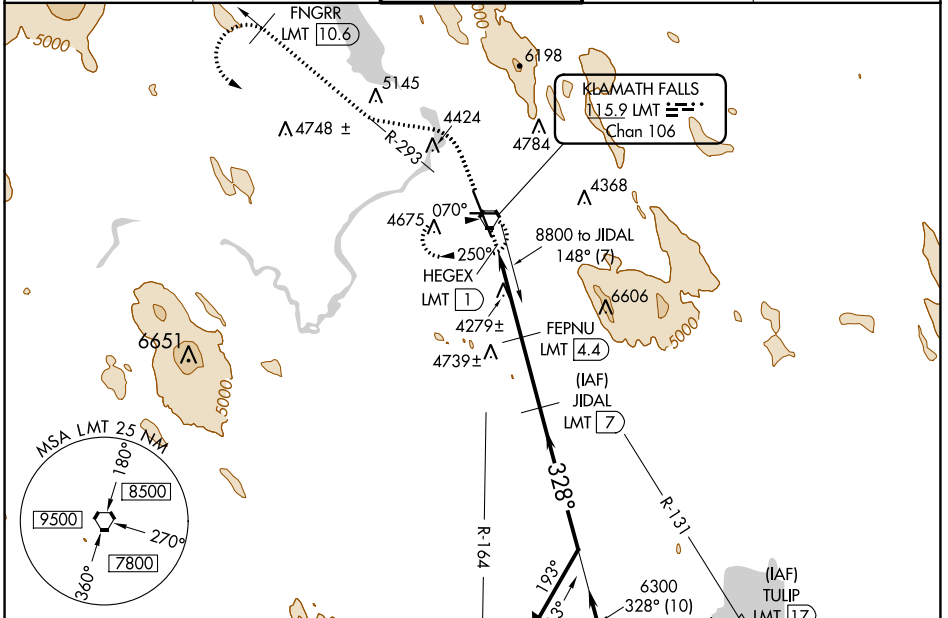 5000
FNGRR
LMT 10.6
6198
5145
4424
4748 ±
R-293
4784
KLAMATH FALLS
115.9 LMT
Chan 106
4368
4675
070°
250°
8800 to JIDAL
148° (7)
HEGEX
LMT 1
6606
5000
4279±
FEPNU
LMT 4.4
4739±
6651
5000
(IAF)
JIDAL
LMT 7
MSA LMT 25 NM
180°
8500
9500
270°
7800
360°
328°
R-164
R-131
193°
6300
328° (10)
(IAF)
TULIP
LMT 17